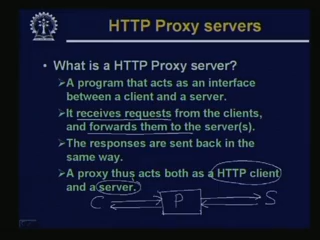 HTTP Proxy servers
• What is a HTTP Proxy server?
➢A program that acts as an interface
between a client and a server.
➢It receives requests from the clients,
and forwards them to the server(s).
➢The responses are sent back in the
same way.
➢A proxy thus acts both as a HTTP client
and a server.
C P S